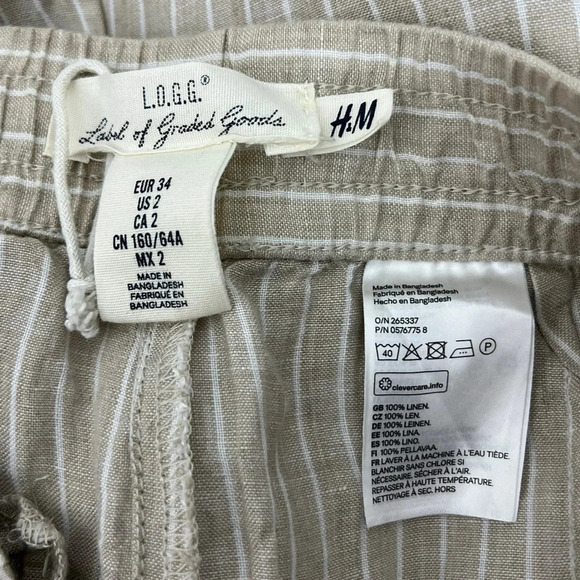 L.O.G.G.®
Label of Graded Goods
H&M
EUR 34
US 2
CA 2
CN 160/64A
MX 2
MADE IN
BANGLADESH
FABRIQUÉ EN
BANGLADESH
Made in Bangladesh
Fabriqué en Bangladesh
Hecho en Bangladesh
O/N 265337
P/N 0576775 8
40
P
clevercare.info
GB 100% LINEN.
CZ 100% LEN.
DE 100% LEINEN.
EE 100% LINA.
ES 100% LINO.
FI 100% PELLAVAA.
FR LAVER À LA MACHINE À L'EAU TIÈDE.
BLANCHIR SANS CHLORE SI
NÉCESSAIRE. SÉCHER À L'AIR.
REPASSER À HAUTE TEMPÉRATURE.
NETTOYAGE À SEC. HORS